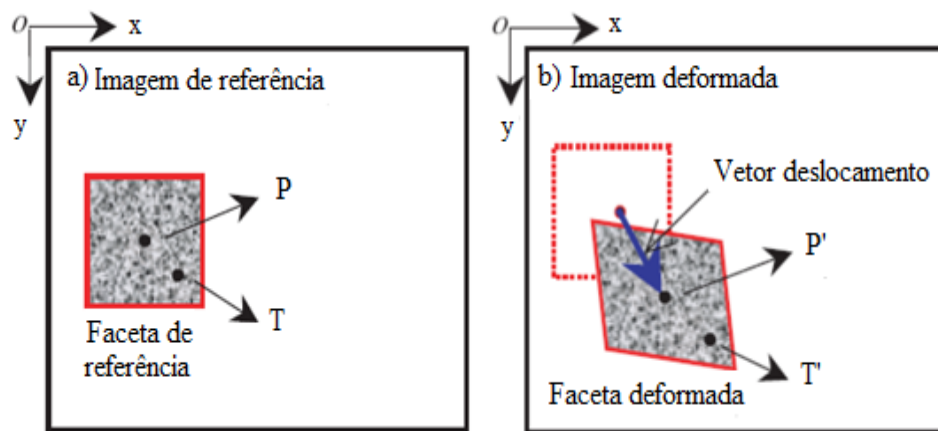 O x
y
a) Imagem de referência
P
T
Faceta de
referência
O x
y
b) Imagem deformada
Vetor deslocamento
P'
T'
Faceta deformada